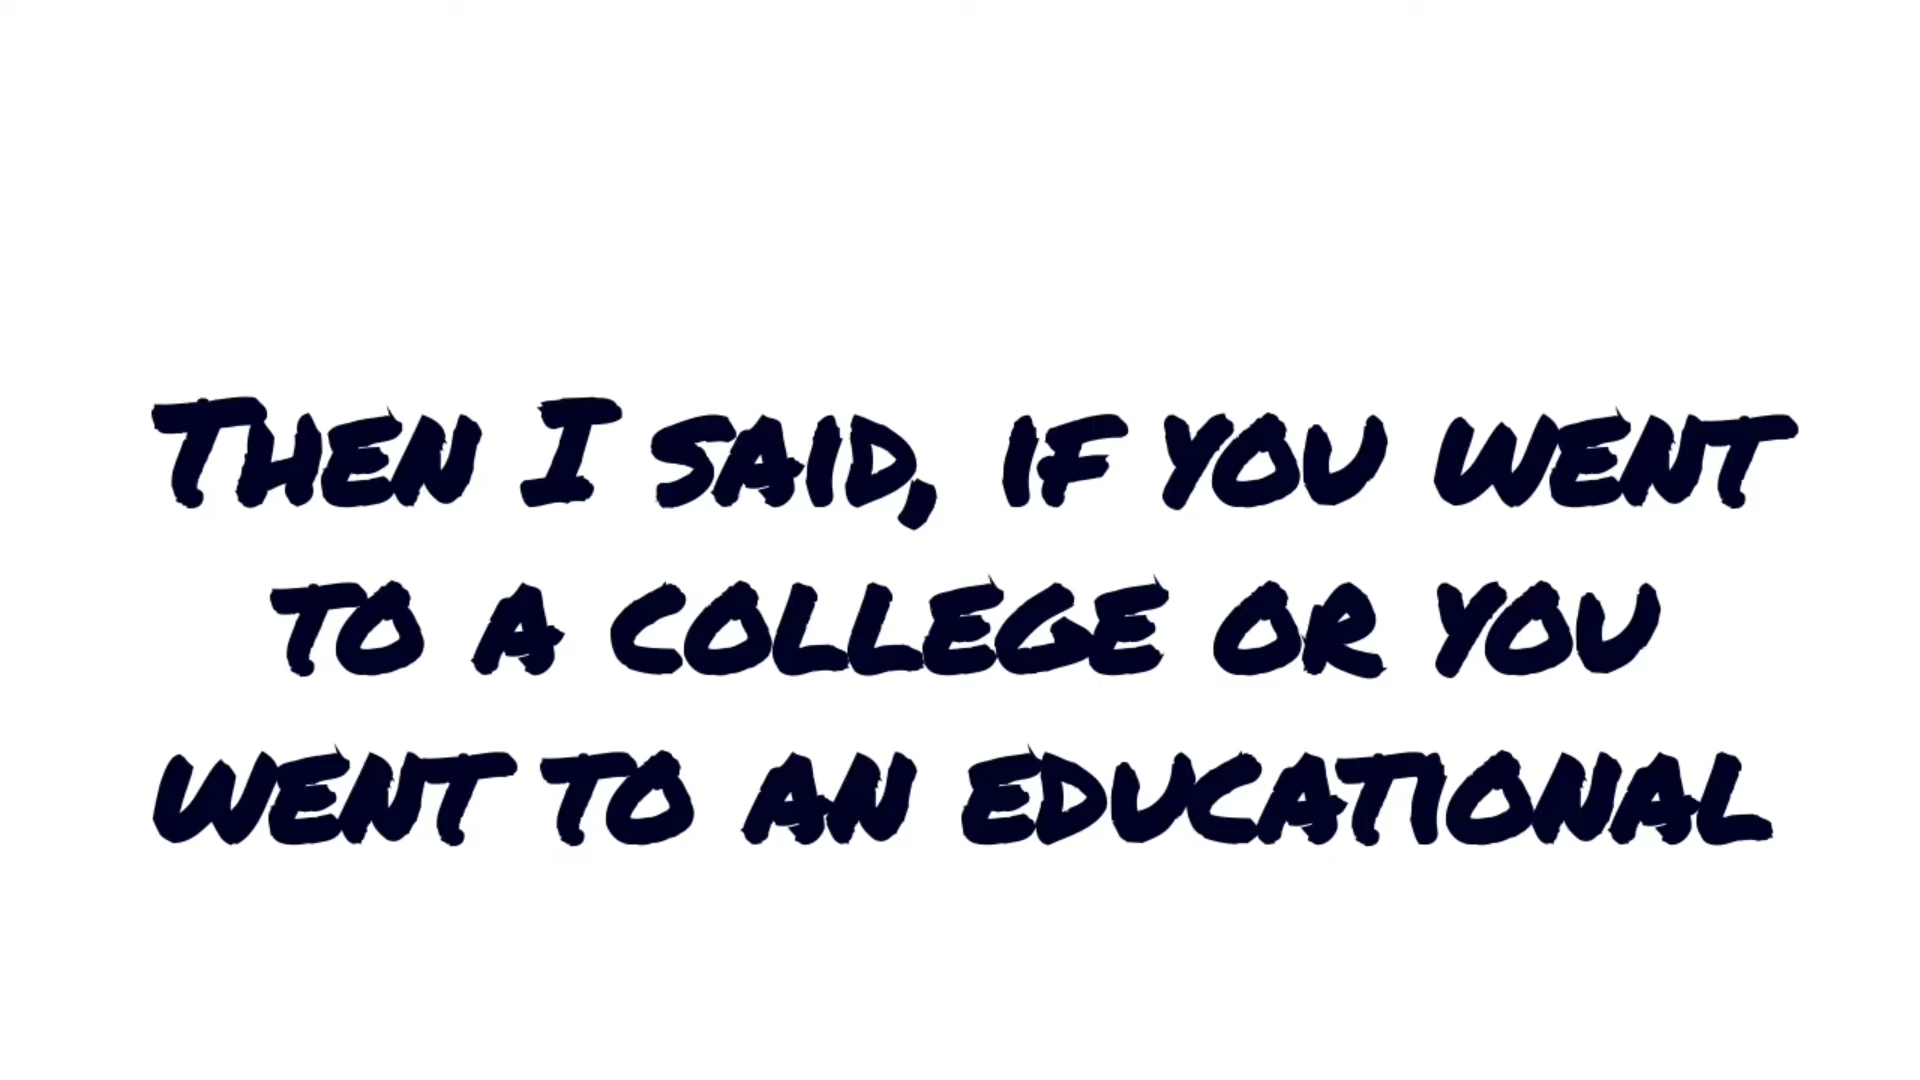 Then I said, if you went
to a college or you
went to an educational